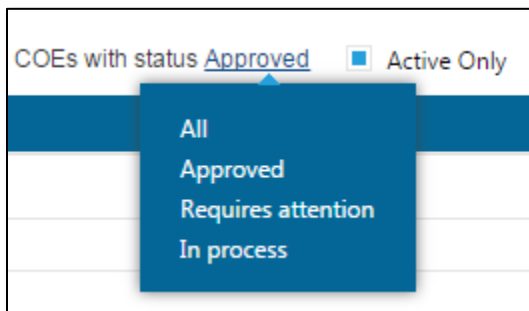 COEs with status Approved Active Only
All
Approved
Requires attention
In process